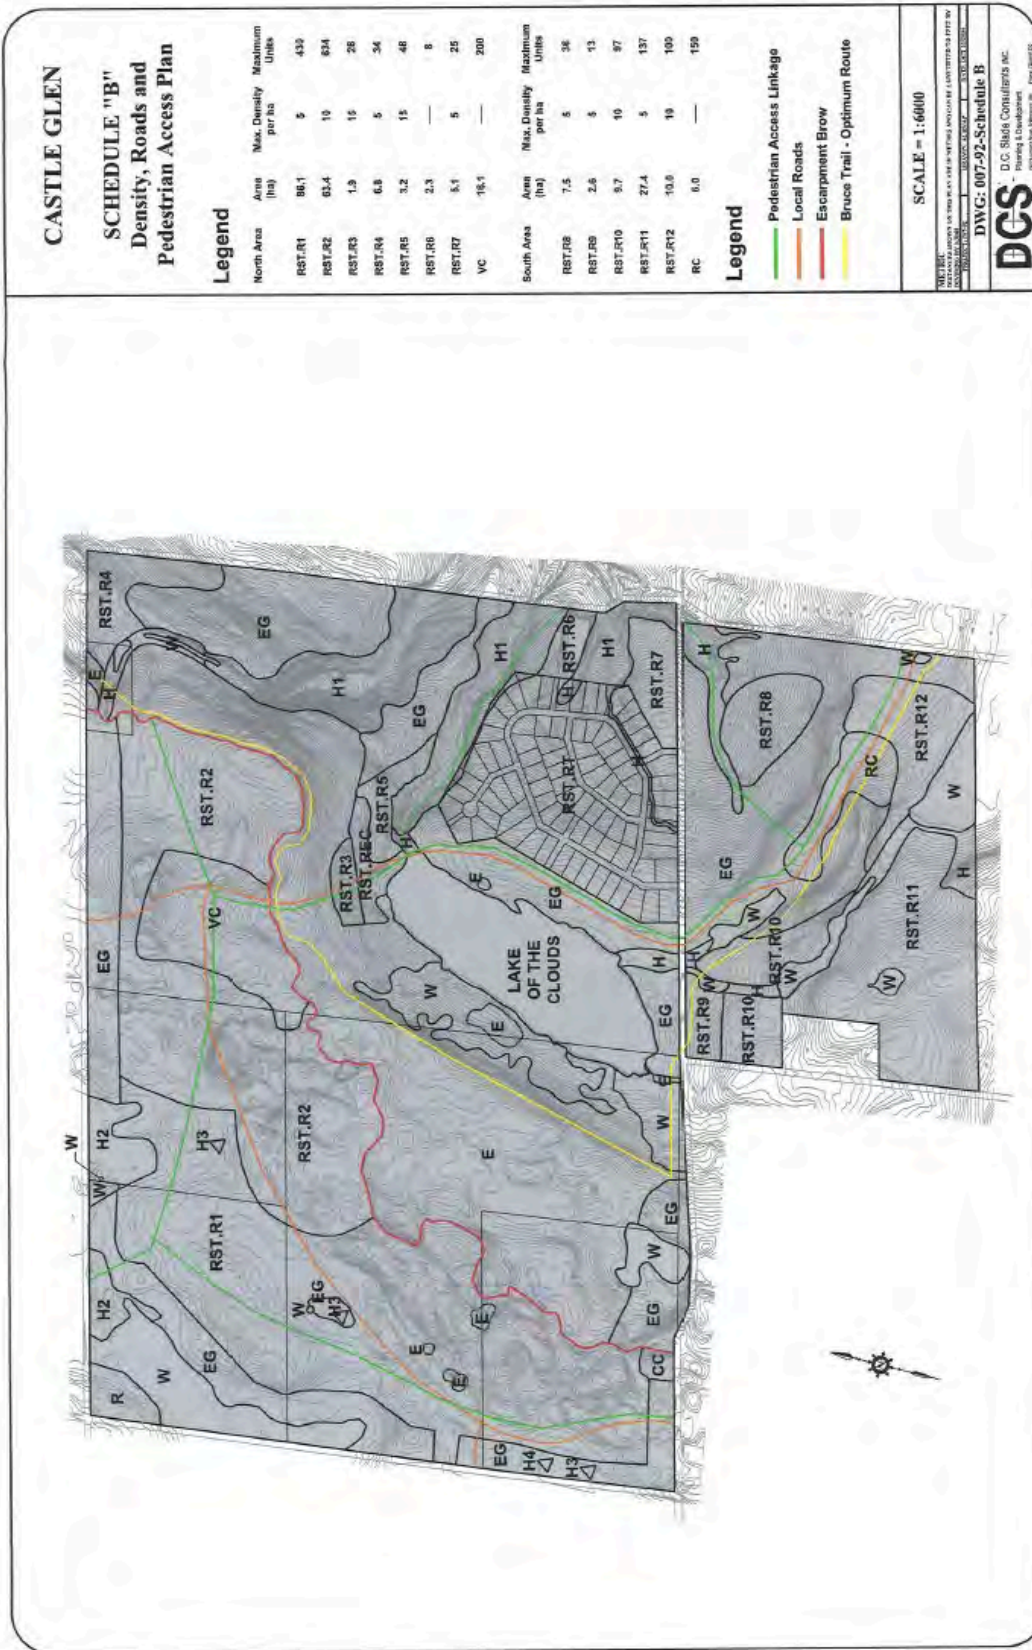 CASTLE GLEN
SCHEDULE "B"
Density, Roads and
Pedestrian Access Plan
Legend
North Area Area (ha) Max. Density per ha Maximum Units
RST.R1 86.1 5 430
RST.R2 63.4 10 634
RST.R3 1.9 15 28
RST.R4 6.8 5 34
RST.R5 3.2 15 48
RST.R6 2.3 — 8
RST.R7 5.1 5 25
VC 16.1 — 200
South Area Area (ha) Max. Density per ha Maximum Units
RST.R8 7.5 5 38
RST.R9 2.6 5 13
RST.R10 9.7 10 97
RST.R11 27.4 5 137
RST.R12 10.0 10 100
RC 6.0 — 150
Legend
Pedestrian Access Linkage
Local Roads
Escarpment Brow
Bruce Trail - Optimum Route
SCALE = 1:6000
METRIC
DWG: 007-92-Schedule B
DCS
D.C. Slade Consultants Inc.
Planning & Development
R
H2
W
H2
W
W
EG
RST.R1
H3
EG
VC
RST.R2
H
E
W
RST.R4
EG
H1
W
EG
H3
RST.R2
E
E
E
E
W
E
RST.R3
RST.REC
RST.R5
H
EG
H1
RST.R6
H
H1
RST.R7
RST.RT
H
LAKE
OF THE
CLOUDS
E
EG
H
EG
E
W
EG
W
EG
CC
EG
H4
H3
RST.R9
W
H
RST.R10
H
W
RST.R10
W
EG
RST.R8
H
W
RC
RST.R12
W
H
RST.R11
W